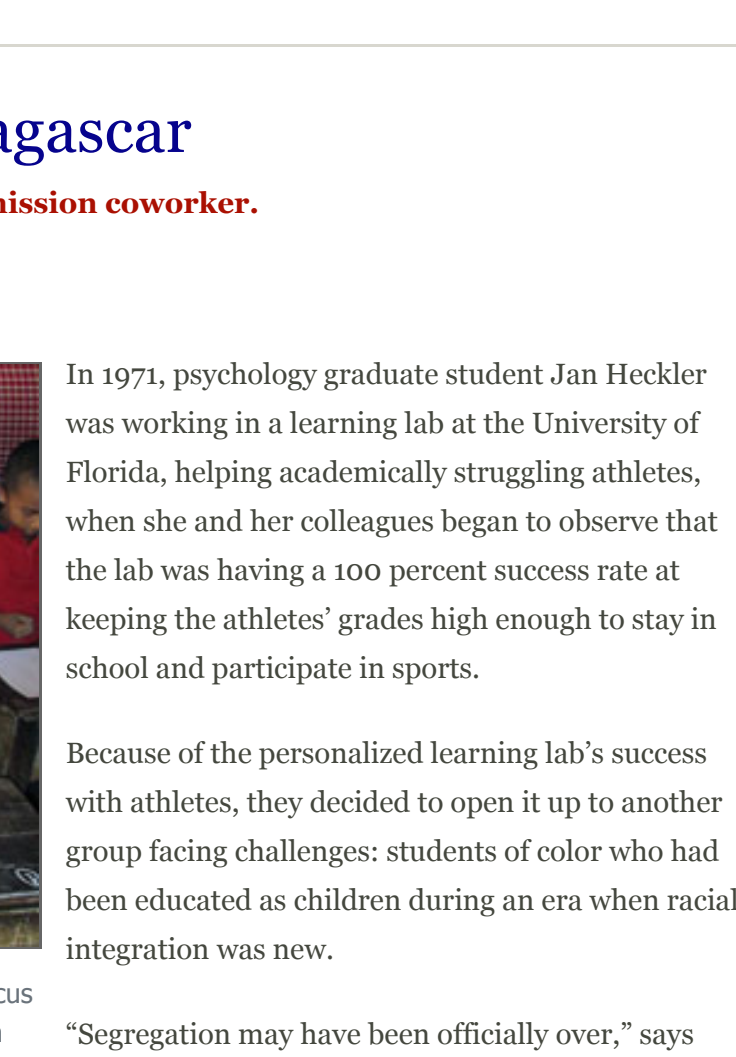 agascar
mission coworker.
In 1971, psychology graduate student Jan Heckler
was working in a learning lab at the University of
Florida, helping academically struggling athletes,
when she and her colleagues began to observe that
the lab was having a 100 percent success rate at
keeping the athletes’ grades high enough to stay in
school and participate in sports.
Because of the personalized learning lab’s success
with athletes, they decided to open it up to another
group facing challenges: students of color who had
been educated as children during an era when racial
integration was new.
cus
“Segregation may have been officially over,” says